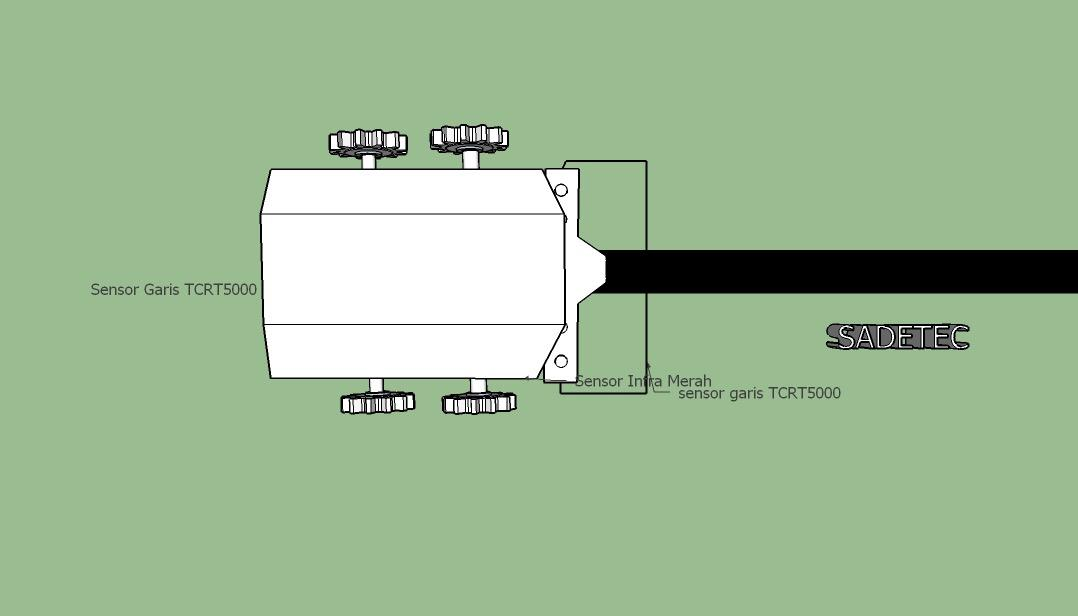 Sensor Garis TCRT5000
SADETEC
Sensor Infra Merah
sensor garis TCRT5000